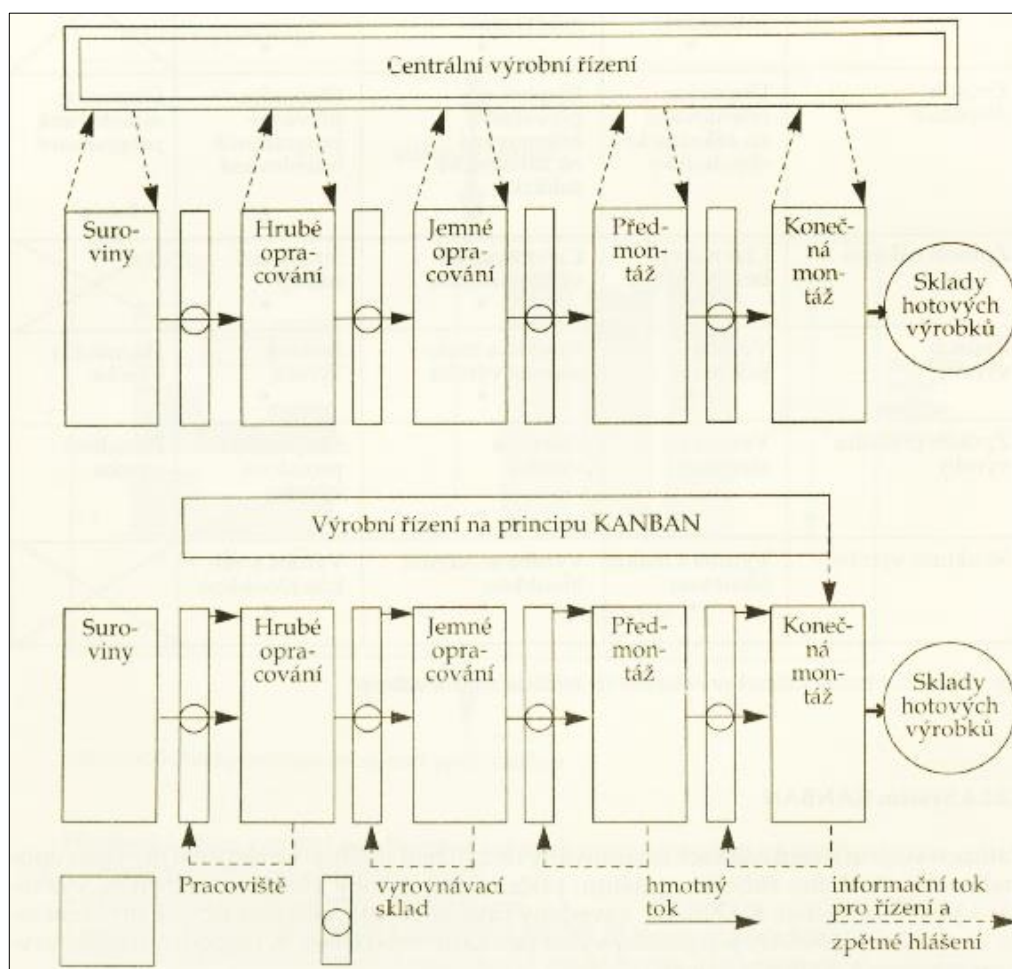 Centrální výrobní řízení
Suro-
viny
Hrubé
opra-
cování
Jemné
opra-
cování
Před-
mon-
táž
Koneč-
ná
mon-
táž
Sklady
hotových
výrobků
Výrobní řízení na principu KANBAN
Suro-
viny
Hrubé
opra-
cování
Jemné
opra-
cování
Před-
mon-
táž
Koneč-
ná
mon-
táž
Sklady
hotových
výrobků
Pracoviště
vyrovnávací
sklad
hmotný
tok
informační tok
pro řízení a
zpětné hlášení